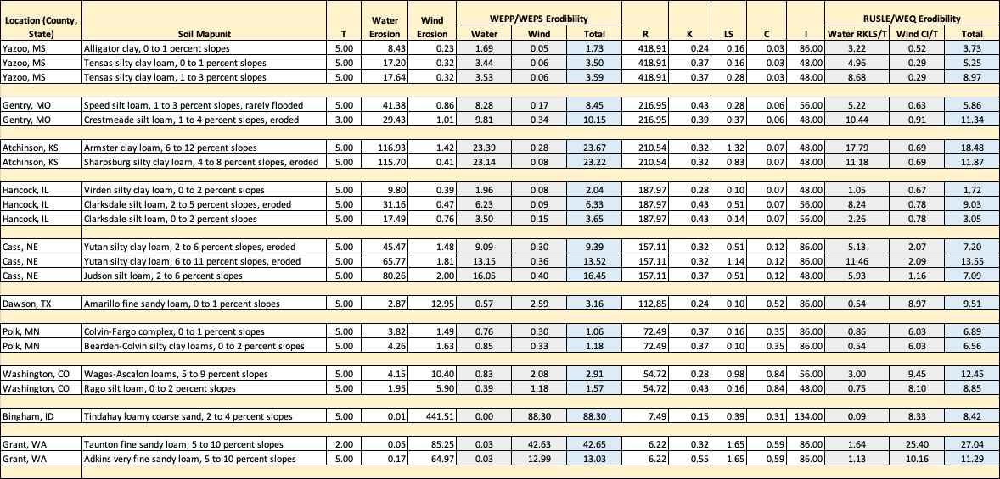 WEPP/WEPS Erodibility RUSLE/WEQ Erodibility
Location (County, State) Soil Mapunit T Water Erosion Wind Erosion Water Wind Total R K LS C I Water RKLS/T Wind CI/T Total
Yazoo, MS Alligator clay, 0 to 1 percent slopes 5.00 8.43 0.23 1.69 0.05 1.73 418.91 0.24 0.16 0.03 86.00 3.22 0.52 3.73
Yazoo, MS Tensas silty clay loam, 0 to 1 percent slopes 5.00 17.20 0.32 3.44 0.06 3.50 418.91 0.37 0.16 0.03 48.00 4.96 0.29 5.25
Yazoo, MS Tensas silty clay loam, 1 to 3 percent slopes 5.00 17.64 0.32 3.53 0.06 3.59 418.91 0.37 0.28 0.03 48.00 8.68 0.29 8.97
Gentry, MO Speed silt loam, 1 to 3 percent slopes, rarely flooded 5.00 41.38 0.86 8.28 0.17 8.45 216.95 0.43 0.28 0.06 56.00 5.22 0.63 5.86
Gentry, MO Crestmeade silt loam, 1 to 4 percent slopes, eroded 3.00 29.43 1.01 9.81 0.34 10.15 216.95 0.39 0.37 0.06 48.00 10.44 0.91 11.34
Atchinson, KS Armster clay loam, 6 to 12 percent slopes 5.00 116.93 1.42 23.39 0.28 23.67 210.54 0.32 1.32 0.07 48.00 17.79 0.69 18.48
Atchinson, KS Sharpsburg silty clay loam, 4 to 8 percent slopes, eroded 5.00 115.70 0.41 23.14 0.08 23.22 210.54 0.32 0.83 0.07 48.00 11.18 0.69 11.87
Hancock, IL Virden silty clay loam, 0 to 2 percent slopes 5.00 9.80 0.39 1.96 0.08 2.04 187.97 0.28 0.10 0.07 48.00 1.05 0.67 1.72
Hancock, IL Clarksdale silt loam, 2 to 5 percent slopes, eroded 5.00 31.16 0.47 6.23 0.09 6.33 187.97 0.43 0.51 0.07 56.00 8.24 0.78 9.03
Hancock, IL Clarksdale silt loam, 0 to 2 percent slopes 5.00 17.49 0.76 3.50 0.15 3.65 187.97 0.43 0.14 0.07 56.00 2.26 0.78 3.05
Cass, NE Yutan silty clay loam, 2 to 6 percent slopes, eroded 5.00 45.47 1.48 9.09 0.30 9.39 157.11 0.32 0.51 0.12 86.00 5.13 2.07 7.20
Cass, NE Yutan silty clay loam, 6 to 11 percent slopes, eroded 5.00 65.77 1.81 13.15 0.36 13.52 157.11 0.32 1.14 0.12 86.00 11.46 2.09 13.55
Cass, NE Judson silt loam, 2 to 6 percent slopes 5.00 80.26 2.00 16.05 0.40 16.45 157.11 0.37 0.51 0.12 48.00 5.93 1.16 7.09
Dawson, TX Amarillo fine sandy loam, 0 to 1 percent slopes 5.00 2.87 12.95 0.57 2.59 3.16 112.85 0.24 0.10 0.52 86.00 0.54 8.97 9.51
Polk, MN Colvin-Fargo complex, 0 to 1 percent slopes 5.00 3.82 1.49 0.76 0.30 1.06 72.49 0.37 0.16 0.35 86.00 0.86 6.03 6.89
Polk, MN Bearden-Colvin silty clay loams, 0 to 2 percent slopes 5.00 4.26 1.63 0.85 0.33 1.18 72.49 0.37 0.10 0.35 86.00 0.54 6.03 6.56
Washington, CO Wages-Ascalon loams, 5 to 9 percent slopes 5.00 4.15 10.40 0.83 2.08 2.91 54.72 0.28 0.98 0.84 56.00 3.00 9.45 12.45
Washington, CO Rago silt loam, 0 to 2 percent slopes 5.00 1.95 5.90 0.39 1.18 1.57 54.72 0.43 0.16 0.84 48.00 0.75 8.10 8.85
Bingham, ID Tindahay loamy coarse sand, 2 to 4 percent slopes 5.00 0.01 441.51 0.00 88.30 88.30 7.49 0.15 0.39 0.31 134.00 0.09 8.33 8.42
Grant, WA Taunton fine sandy loam, 5 to 10 percent slopes 2.00 0.05 85.25 0.03 42.63 42.65 6.22 0.32 1.65 0.59 86.00 1.64 25.40 27.04
Grant, WA Adkins very fine sandy loam, 5 to 10 percent slopes 5.00 0.17 64.97 0.03 12.99 13.03 6.22 0.55 1.65 0.59 86.00 1.13 10.16 11.29